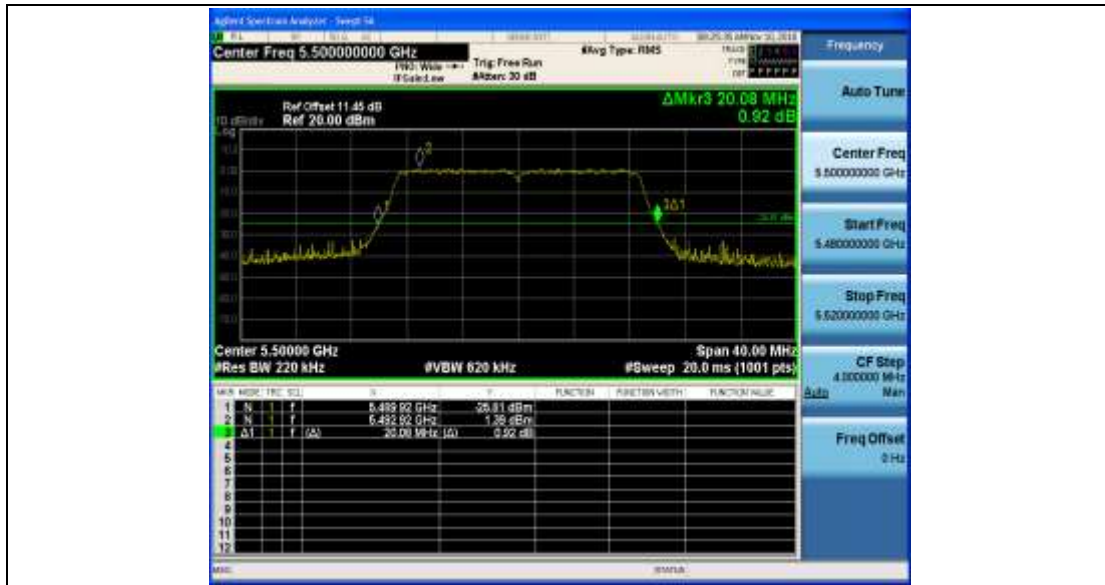 Agilent Spectrum Analyzer - Swept SA
Center Freq 5.500000000 GHz
PNO: Wide
IFGain:Low
Trig: Free Run
#Atten: 30 dB
#Avg Type: RMS
Ref Offset 11.45 dB
Ref 20.00 dBm
10 dB/div
Log
ΔMkr3 20.08 MHz
0.92 dB
2
1
3Δ1
Center 5.50000 GHz
Span 40.00 MHz
#Res BW 220 kHz
#VBW 620 kHz
#Sweep 20.0 ms (1001 pts)
MKR MODE TRC SCL X Y FUNCTION FUNCTION WIDTH FUNCTION VALUE
1 N 1 f 5.489 92 GHz
2 N 1 f 5.492 92 GHz
3 Δ1 1 f (Δ) 20.08 MHz (Δ) 0.92 dB
4
5
6
7
8
9
10
11
12
MSG
STATUS
Frequency
Auto Tune
Center Freq
5.500000000 GHz
Start Freq
5.480000000 GHz
Stop Freq
5.520000000 GHz
CF Step
4.000000 MHz
Auto Man
Freq Offset
0 Hz